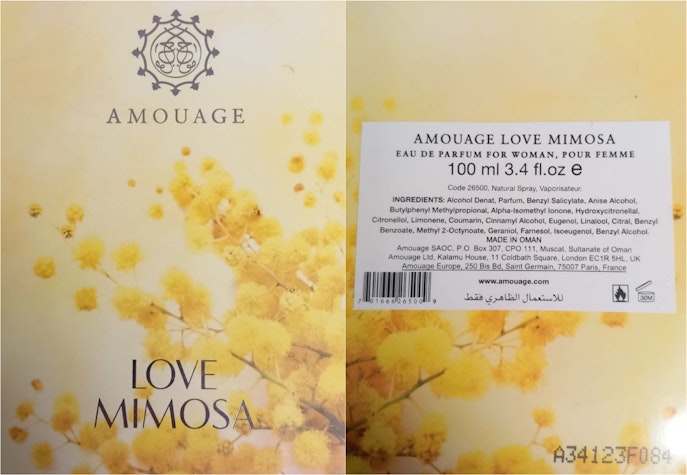 AMOUAGE
LOVE
MIMOSA
AMOUAGE LOVE MIMOSA
EAU DE PARFUM FOR WOMAN, POUR FEMME
100 ml 3.4 fl.oz e
Code 26500, Natural Spray, Vaporisateur.
INGREDIENTS: Alcohol Denat, Parfum, Benzyl Salicylate, Anise Alcohol,
Butylphenyl Methylpropional, Alpha-Isomethyl Ionone, Hydroxycitronellal,
Citronellol, Limonene, Coumarin, Cinnamyl Alcohol, Eugenol, Linalool, Citral, Benzyl
Benzoate, Methyl 2-Octynoate, Geraniol, Farnesol, Isoeugenol, Benzyl Alcohol.
MADE IN OMAN
Amouage SAOC, P.O. Box 307, CPO 111, Muscat, Sultanate of Oman
Amouage Ltd, Kalamu House, 11 Coldbath Square, London EC1R 5HL, UK
Amouage Europe, 250 Bis Bd, Saint Germain, 75007 Paris, France
www.amouage.com
7 01666 26500 9
للاستعمال الظاهري فقط
30M
A34123F084